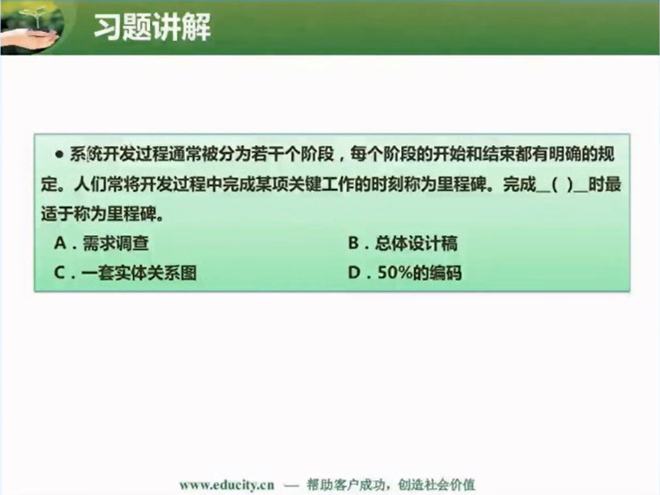 习题讲解
●系统开发过程通常被分为若干个阶段，每个阶段的开始和结束都有明确的规
定。人们常将开发过程中完成某项关键工作的时刻称为里程碑。完成__( )__时最
适于称为里程碑。
A．需求调查 B．总体设计稿
C．一套实体关系图 D．50%的编码
www.educity.cn — 帮助客户成功，创造社会价值